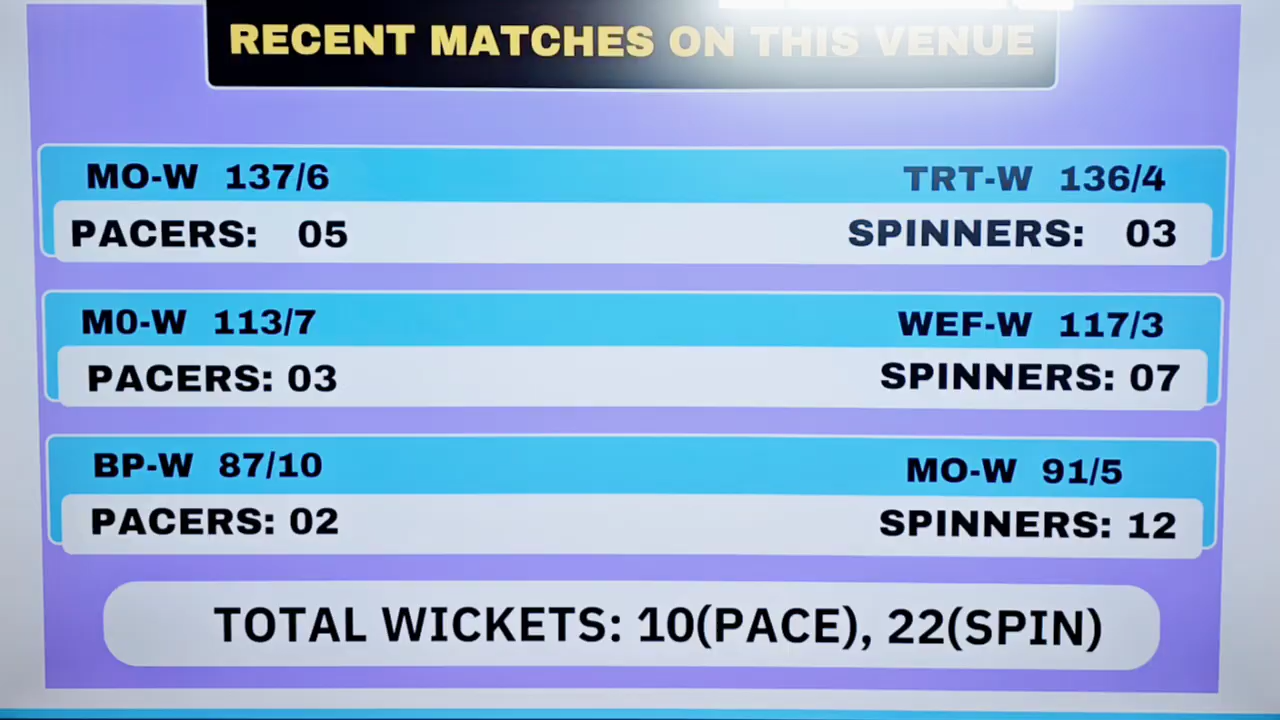 RECENT MATCHES ON THIS VENUE
MO-W 137/6 TRT-W 136/4
PACERS: 05 SPINNERS: 03
M0-W 113/7 WEF-W 117/3
PACERS: 03 SPINNERS: 07
BP-W 87/10 MO-W 91/5
PACERS: 02 SPINNERS: 12
TOTAL WICKETS: 10(PACE), 22(SPIN)